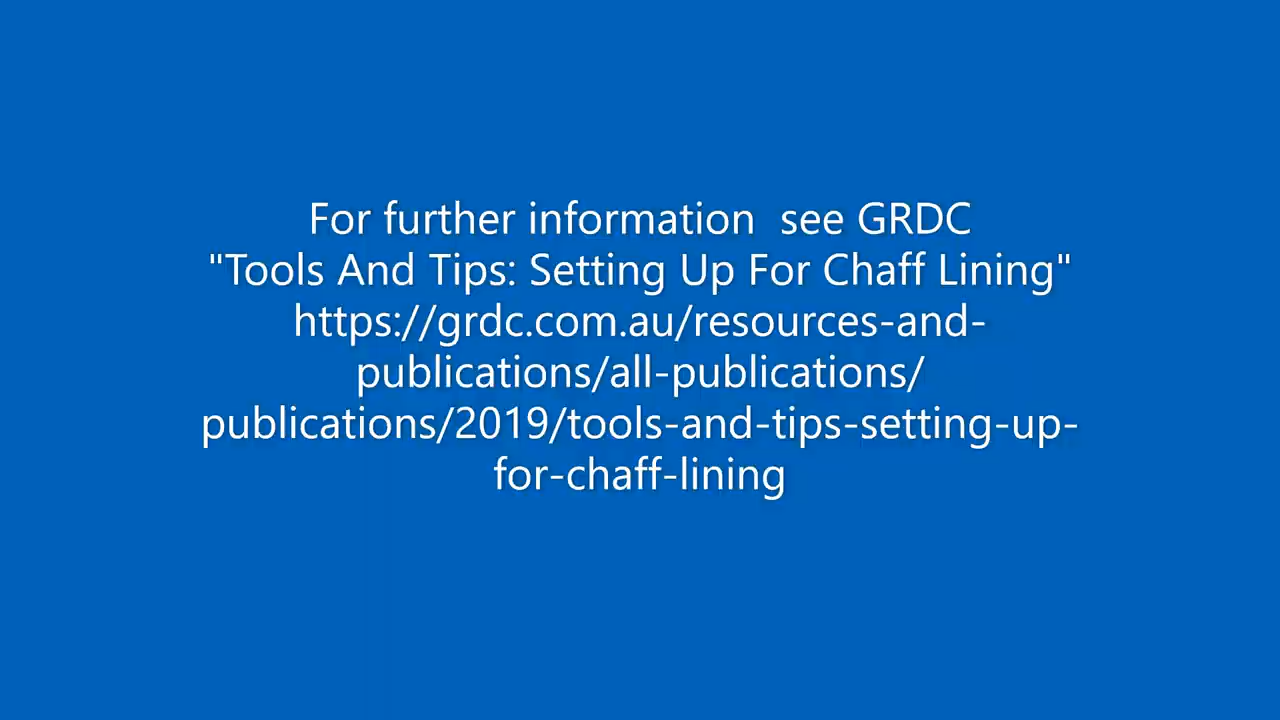 For further information  see GRDC
"Tools And Tips: Setting Up For Chaff Lining"
https://grdc.com.au/resources-and-
publications/all-publications/
publications/2019/tools-and-tips-setting-up-
for-chaff-lining